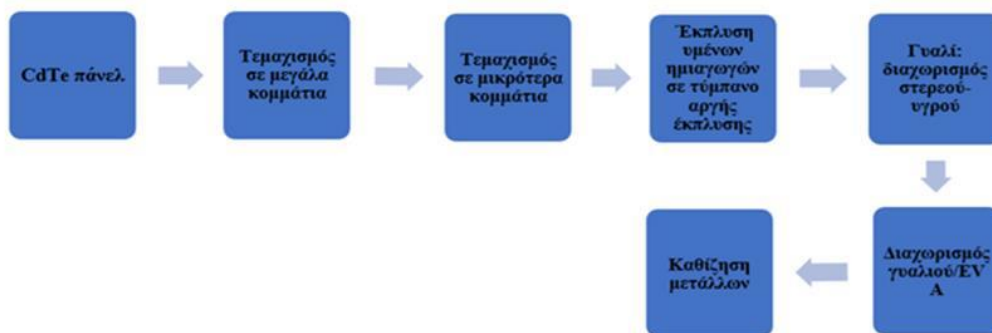 CdTe πάνελ
Τεμαχισμός
σε μεγάλα
κομμάτια
Τεμαχισμός
σε μικρότερα
κομμάτια
Έκπλυση
υμένων
ημιαγωγών
σε τύμπανο
αργής
έκπλυσης
Γυαλί:
διαχωρισμός
στερεού-
υγρού
Διαχωρισμός
γυαλιού/EV
A
Καθίζηση
μετάλλων